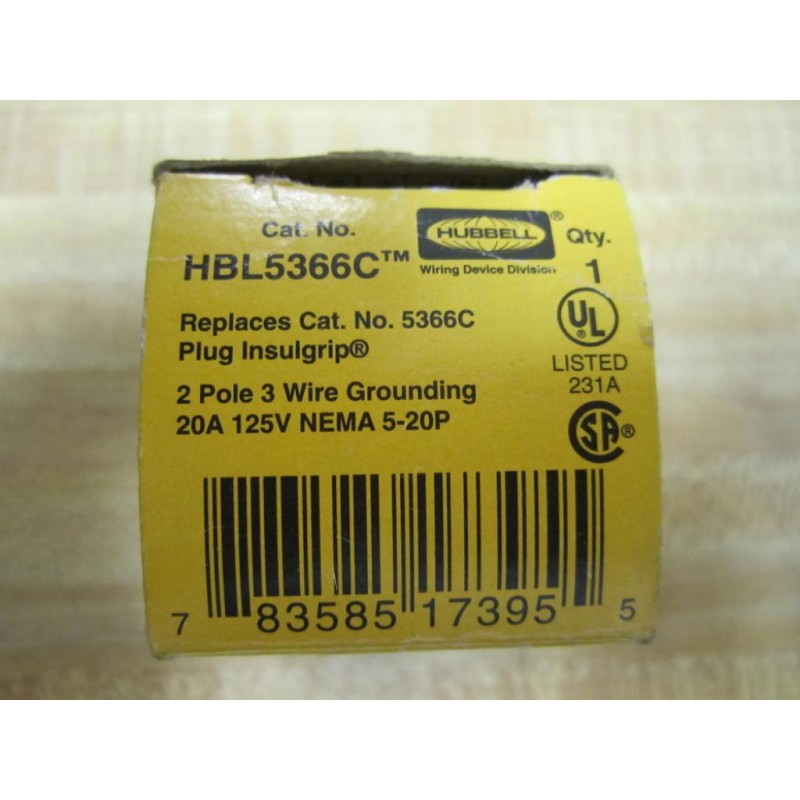 Cat. No.
HBL5366C™
HUBBELL®
Wiring Device Division
Qty.
1
Replaces Cat. No. 5366C
Plug Insulgrip®
2 Pole 3 Wire Grounding
20A 125V NEMA 5-20P
UL
LISTED
231A
SA®
7 83585 17395 5